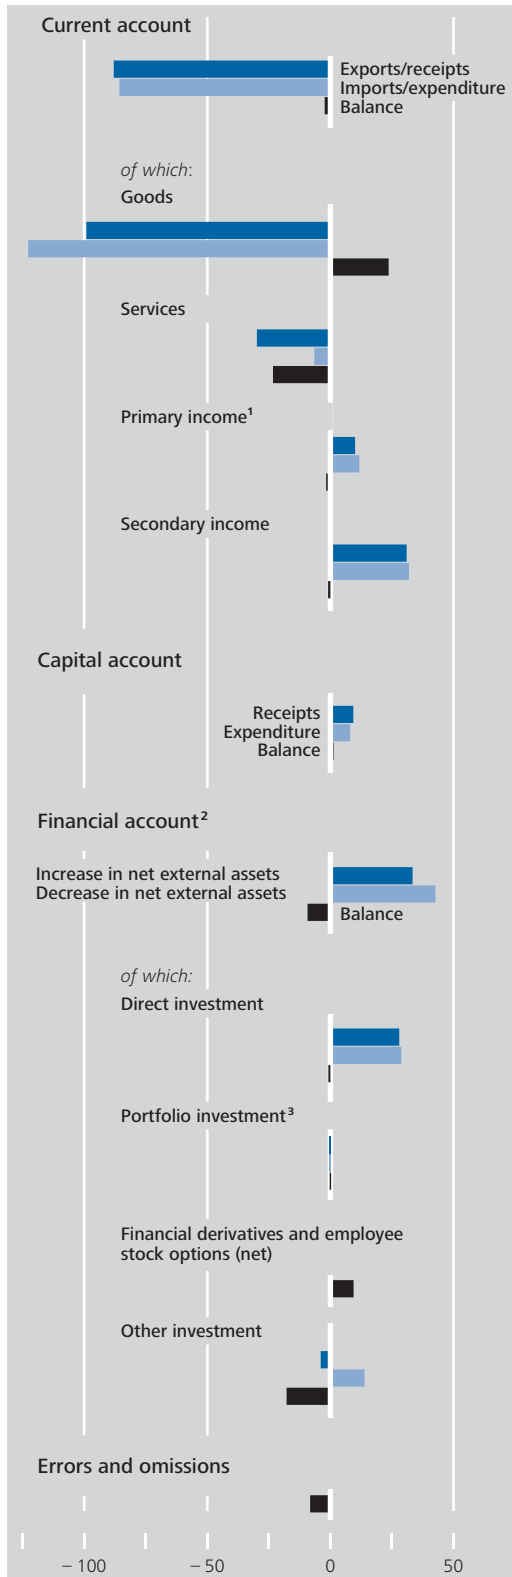 Current account
Exports/receipts
Imports/expenditure
Balance
of which:
Goods
Services
Primary income¹
Secondary income
Capital account
Receipts
Expenditure
Balance
Financial account²
Increase in net external assets
Decrease in net external assets
Balance
of which:
Direct investment
Portfolio investment³
Financial derivatives and employee
stock options (net)
Other investment
Errors and omissions
– 100 – 50 0 50